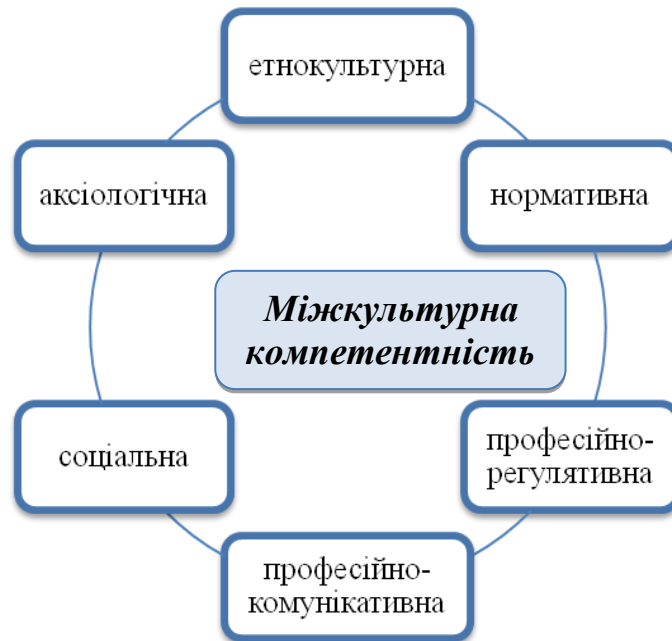 етнокультурна
аксіологічна
нормативна
Міжкультурна
компетентність
соціальна
професійно-
регулятивна
професійно-
комунікативна